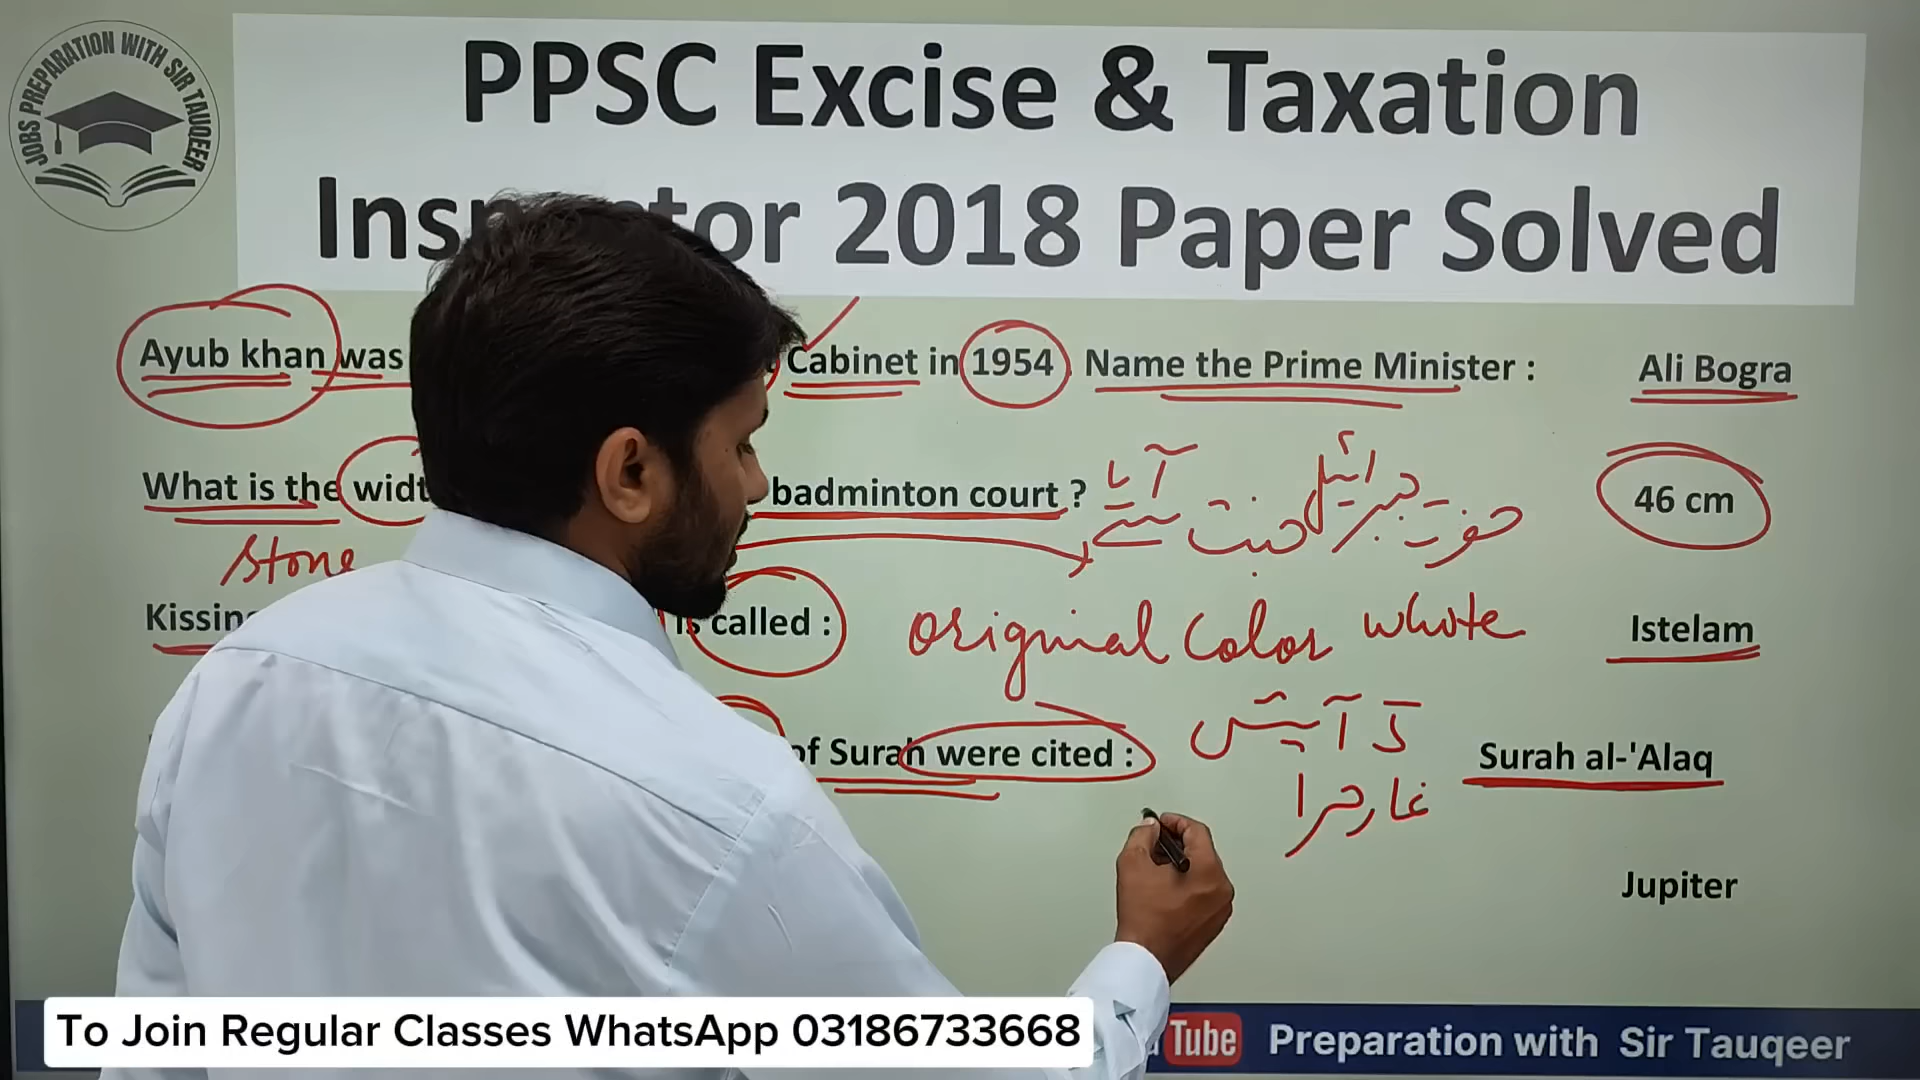 JOBS PREPARATION WITH SIR TAUQEER
PPSC Excise & Taxation
Ins tor 2018 Paper Solved
Ayub khan was Cabinet in 1954. Name the Prime Minister : Ali Bogra
What is the widt badminton court ? 46 cm
آیا
حضرت جبرائیل جنت سے
stone
Kissing is called : original color whote Istelam
of Surah were cited : 5 آیتیں Surah al-'Alaq
غار حرا
Jupiter
To Join Regular Classes WhatsApp 03186733668
Tube Preparation with Sir Tauqeer